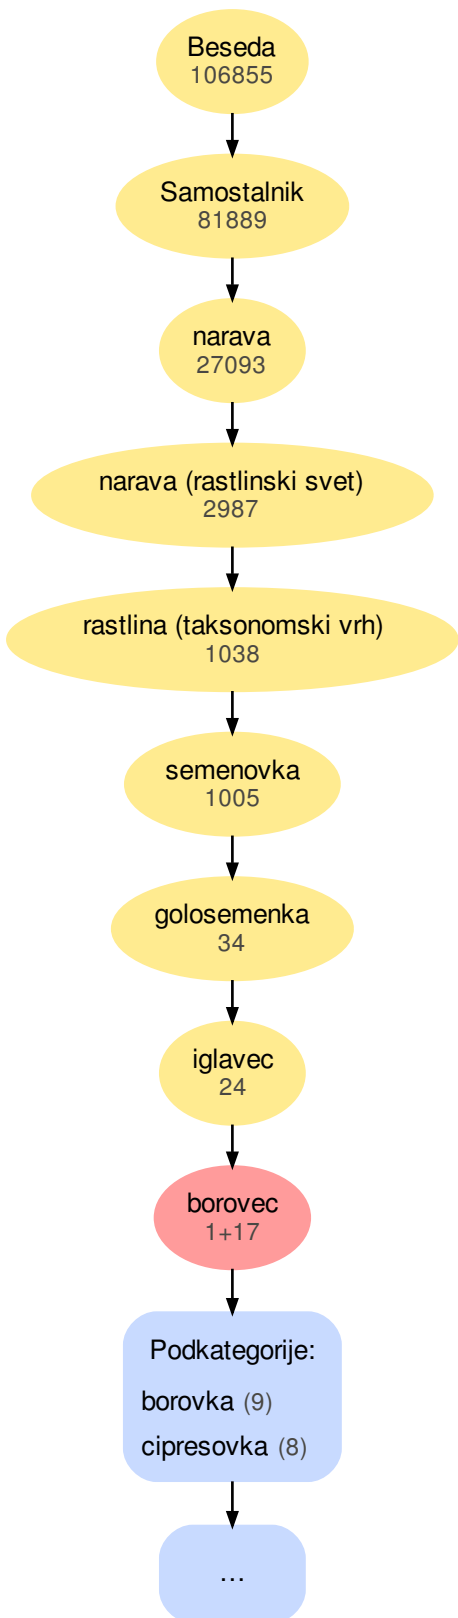 Beseda
106855
Samostalnik
81889
narava
27093
narava (rastlinski svet)
2987
rastlina (taksonomski vrh)
1038
semenovka
1005
golosemenka
34
iglavec
24
borovec
1+17
Podkategorije:
borovka (9)
cipresovka (8)
...